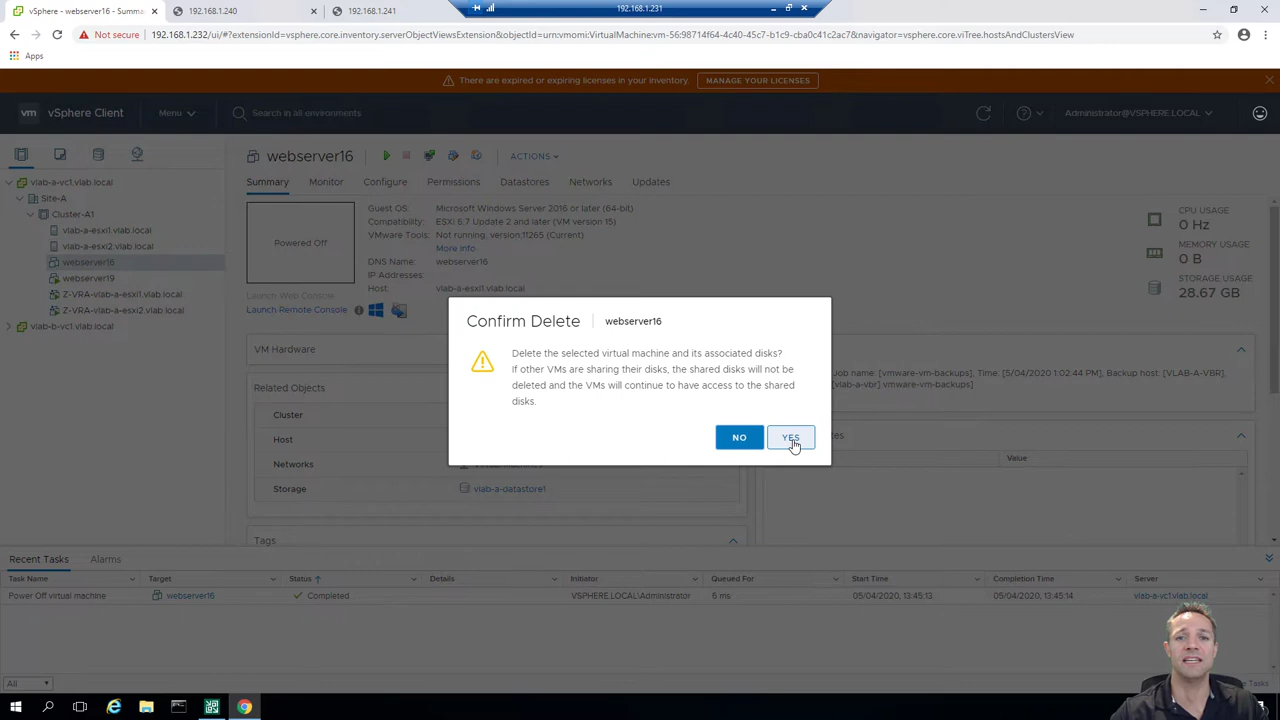 192.168.1.231
vSphere - webserver16 - Summa
192.168.1.240
192.168.1.241
Not secure
192.168.1.232/ui/#?extensionId=vsphere.core.inventory.serverObjectViewsExtension&objectId=urn:vmomi:VirtualMachine:vm-56:98714f64-4c40-45c7-b1c9-cba0c41c2ac7&navigator=vsphere.core.viTree.hostsAndClustersView
Apps
There are expired or expiring licenses in your inventory.
MANAGE YOUR LICENSES
vm
vSphere Client
Menu
Search in all environments
Administrator@VSPHERE.LOCAL
webserver16
ACTIONS
Summary
Monitor
Configure
Permissions
Datastores
Networks
Updates
vlab-a-vc1.vlab.local
Site-A
Cluster-A1
vlab-a-esxi1.vlab.local
vlab-a-esxi2.vlab.local
webserver16
webserver19
Z-VRA-vlab-a-esxi1.vlab.local
Z-VRA-vlab-a-esxi2.vlab.local
vlab-b-vc1.vlab.local
Powered Off
Launch Web Console
Launch Remote Console
Guest OS: Microsoft Windows Server 2016 or later (64-bit)
Compatibility: ESXi 6.7 Update 2 and later (VM version 15)
VMware Tools: Not running, version:11265 (Current)
More info
DNS Name: webserver16
IP Addresses:
Host: vlab-a-esxi1.vlab.local
CPU USAGE
0 Hz
MEMORY USAGE
0 B
STORAGE USAGE
28.67 GB
VM Hardware
Related Objects
Cluster
Host
Networks
Storage
vlab-a-datastore1
Tags
Job name: [vmware-vm-backups], Time: [5/04/2020 1:02:44 PM], Backup host: [VLAB-A-VBR],
[vlab-a-vbr] vmware-vm-backups]
Value
Confirm Delete
webserver16
Delete the selected virtual machine and its associated disks?
If other VMs are sharing their disks, the shared disks will not be
deleted and the VMs will continue to have access to the shared
disks.
NO
YES
Recent Tasks
Alarms
Task Name
Target
Status
Details
Initiator
Queued For
Start Time
Completion Time
Server
Power Off virtual machine
webserver16
Completed
VSPHERE.LOCAL\Administrator
6 ms
05/04/2020, 13:45:13
05/04/2020, 13:45:14
vlab-a-vc1.vlab.local
All
Tasks